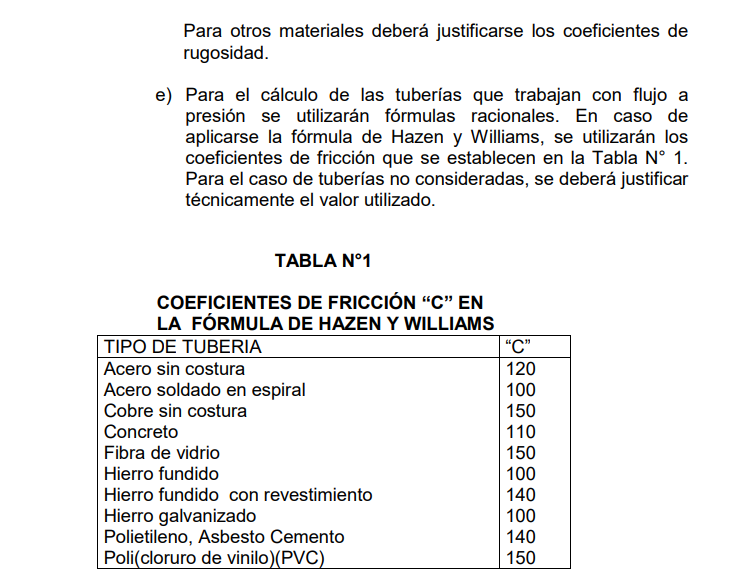 Para otros materiales deberá justificarse los coeficientes de
rugosidad.
e) Para el cálculo de las tuberías que trabajan con flujo a
presión se utilizarán fórmulas racionales. En caso de
aplicarse la fórmula de Hazen y Williams, se utilizarán los
coeficientes de fricción que se establecen en la Tabla N° 1.
Para el caso de tuberías no consideradas, se deberá justificar
técnicamente el valor utilizado.
TABLA N°1
COEFICIENTES DE FRICCIÓN “C” EN
LA FÓRMULA DE HAZEN Y WILLIAMS
TIPO DE TUBERIA “C”
Acero sin costura 120
Acero soldado en espiral 100
Cobre sin costura 150
Concreto 110
Fibra de vidrio 150
Hierro fundido 100
Hierro fundido con revestimiento 140
Hierro galvanizado 100
Polietileno, Asbesto Cemento 140
Poli(cloruro de vinilo)(PVC) 150